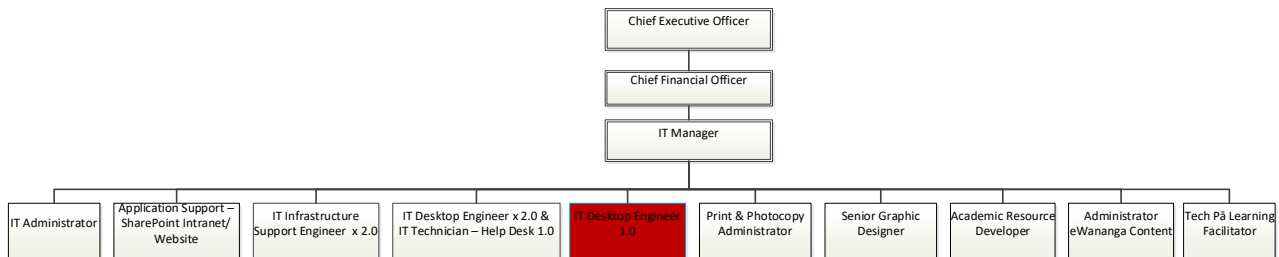 Chief Executive Officer
Chief Financial Officer
IT Manager
IT Administrator
Application Support –
SharePoint Intranet/
Website
IT Infrastructure
Support Engineer x 2.0
IT Desktop Engineer x 2.0 &
IT Technician – Help Desk 1.0
IT Desktop Engineer
1.0
Print & Photocopy
Administrator
Senior Graphic
Designer
Academic Resource
Developer
Administrator
eWananga Content
Tech Pā Learning
Facilitator